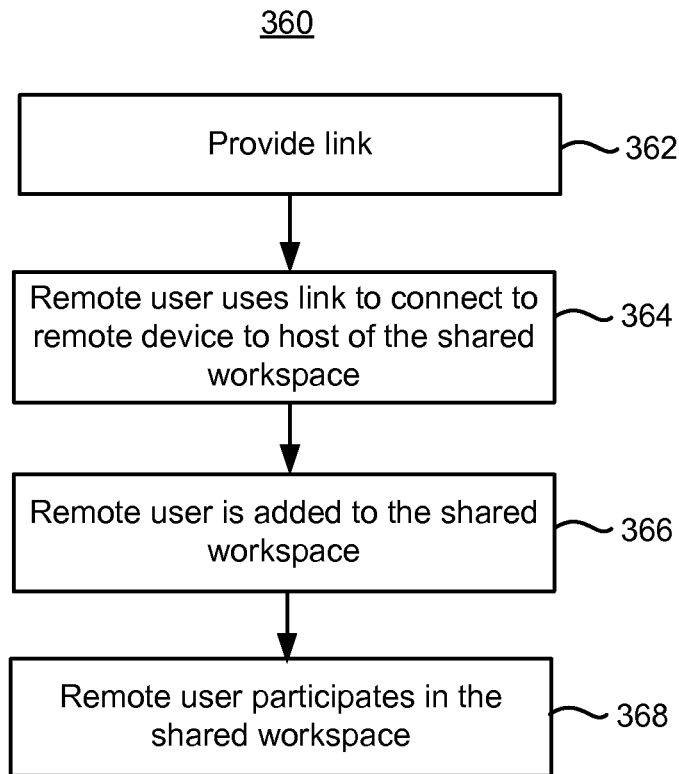 360
Provide link
362
Remote user uses link to connect to
remote device to host of the shared
workspace
364
Remote user is added to the shared
workspace
366
Remote user participates in the
shared workspace
368